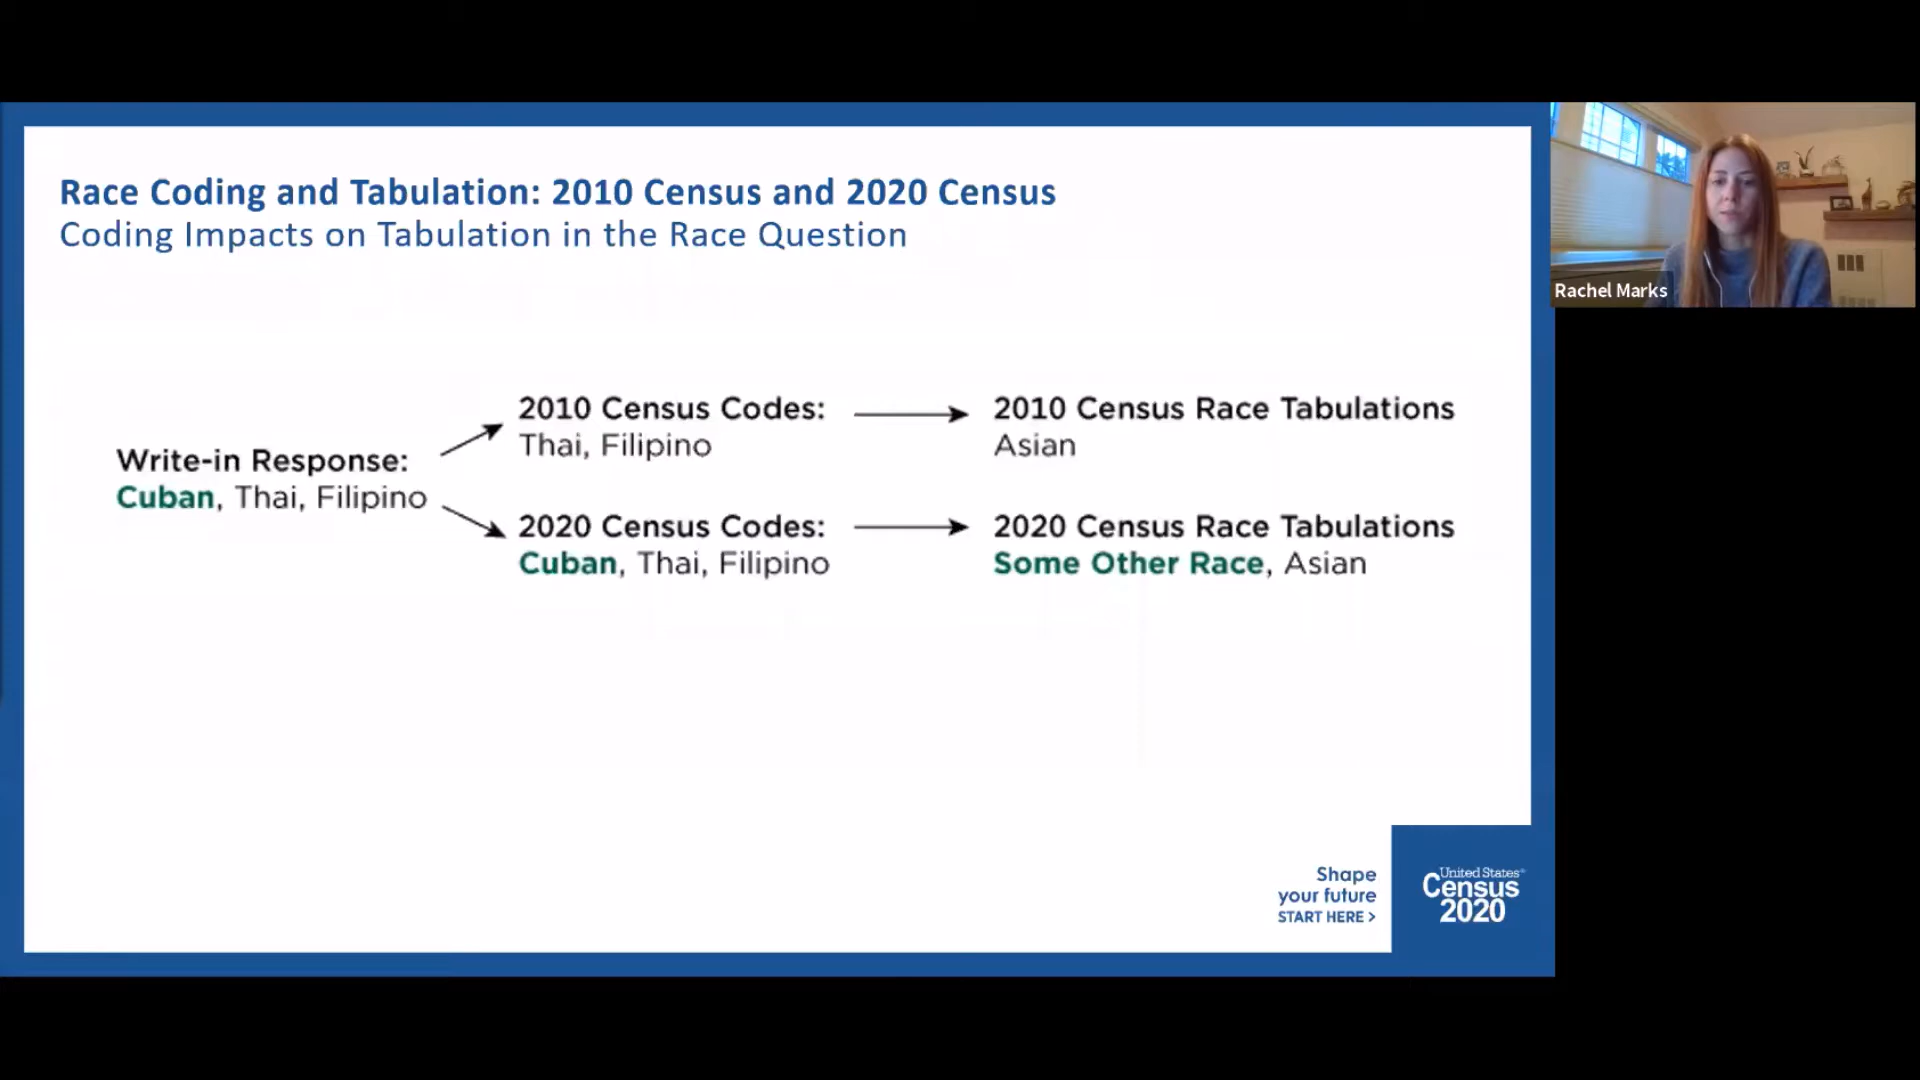 Race Coding and Tabulation: 2010 Census and 2020 Census
Coding Impacts on Tabulation in the Race Question
Write-in Response:
Cuban, Thai, Filipino
2010 Census Codes:
Thai, Filipino
2010 Census Race Tabulations
Asian
2020 Census Codes:
Cuban, Thai, Filipino
2020 Census Race Tabulations
Some Other Race, Asian
Shape
your future
START HERE >
United States®
Census
2020
Rachel Marks